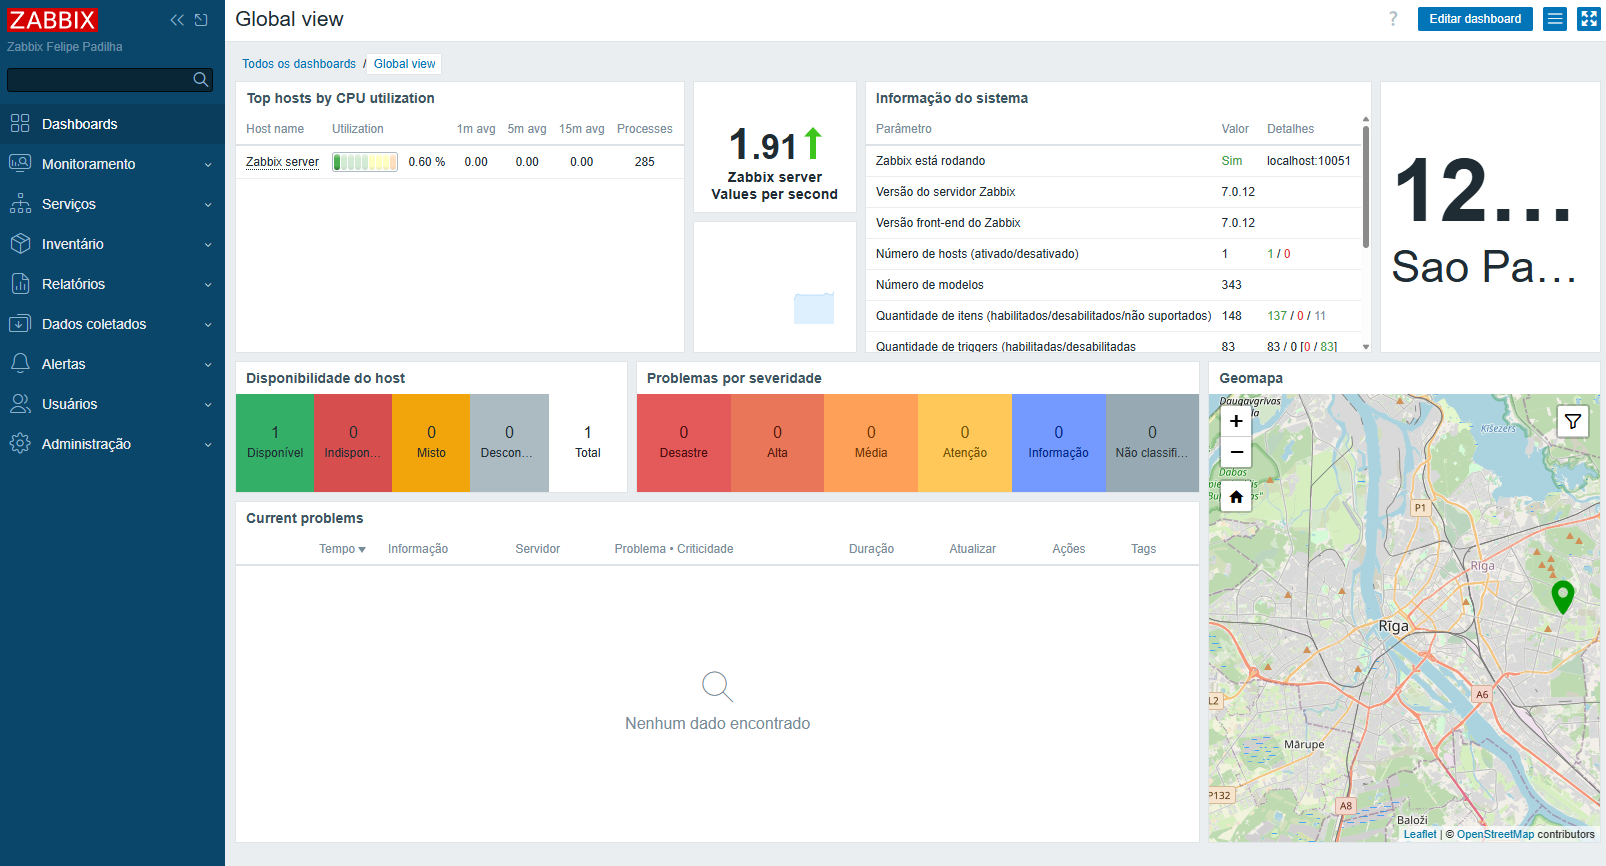 ZABBIX
Zabbix Felipe Padilha
Dashboards
Monitoramento
Serviços
Inventário
Relatórios
Dados coletados
Alertas
Usuários
Administração
Global view
?
Editar dashboard
Todos os dashboards / Global view
Top hosts by CPU utilization
Host name Utilization 1m avg 5m avg 15m avg Processes
Zabbix server 0.60 % 0.00 0.00 0.00 285
1.91
Zabbix server
Values per second
Informação do sistema
Parâmetro Valor Detalhes
Zabbix está rodando Sim localhost:10051
Versão do servidor Zabbix 7.0.12
Versão front-end do Zabbix 7.0.12
Número de hosts (ativado/desativado) 1 1 / 0
Número de modelos 343
Quantidade de itens (habilitados/desabilitados/não suportados) 148 137 / 0 / 11
Quantidade de triggers (habilitadas/desabilitadas 83 83 / 0 [0 / 83]
12...
Sao Pa...
Disponibilidade do host
1 0 0 0 1
Disponível Indispon... Misto Descon... Total
Problemas por severidade
0 0 0 0 0 0
Desastre Alta Média Atenção Informação Não classifi...
Current problems
Tempo Informação Servidor Problema • Criticidade Duração Atualizar Ações Tags
Nenhum dado encontrado
Geomapa
Daugavgrīvas
+
−
Ķīšezers
Dabas
P1
Rīga
Rīga
A6
L2
Mārupe
P132
A8
Baloži
Leaflet | © OpenStreetMap contributors